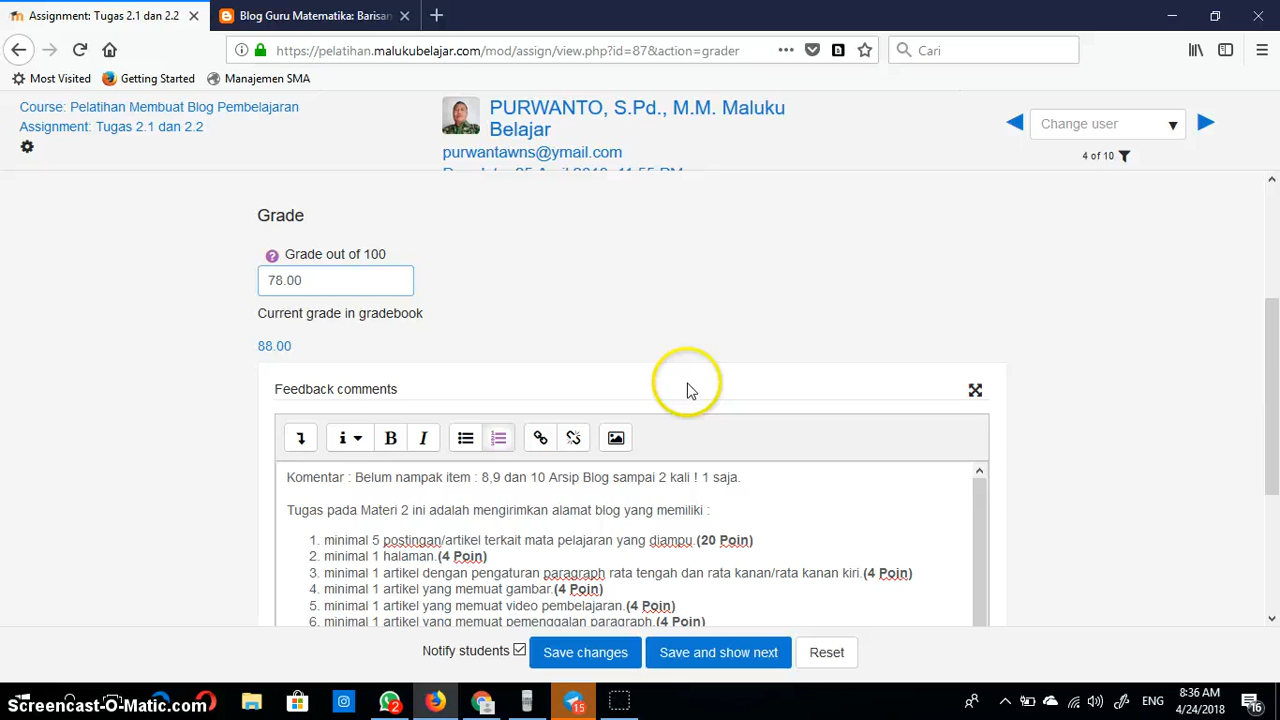 Assignment: Tugas 2.1 dan 2.2
Blog Guru Matematika: Barisan
https://pelatihan.malukubelajar.com/mod/assign/view.php?id=87&action=grader
Cari
Most Visited
Getting Started
Manajemen SMA
Course: Pelatihan Membuat Blog Pembelajaran
Assignment: Tugas 2.1 dan 2.2
PURWANTO, S.Pd., M.M. Maluku
Belajar
purwantawns@ymail.com
Change user
4 of 10
Grade
Grade out of 100
78.00
Current grade in gradebook
88.00
Feedback comments
Komentar : Belum nampak item : 8,9 dan 10 Arsip Blog sampai 2 kali ! 1 saja.
Tugas pada Materi 2 ini adalah mengirimkan alamat blog yang memiliki :
1. minimal 5 postingan/artikel terkait mata pelajaran yang diampu.(20 Poin)
2. minimal 1 halaman.(4 Poin)
3. minimal 1 artikel dengan pengaturan paragraph rata tengah dan rata kanan/rata kanan kiri.(4 Poin)
4. minimal 1 artikel yang memuat gambar.(4 Poin)
5. minimal 1 artikel yang memuat video pembelajaran.(4 Poin)
6. minimal 1 artikel yang memuat pemenggalan paragraph.(4 Poin)
Notify students
Save changes
Save and show next
Reset
SCREENCAST-O-MATIC.com
2
15
ENG
8:36 AM
4/24/2018
16